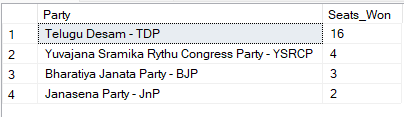 Party Seats_Won
1 Telugu Desam - TDP 16
2 Yuvajana Sramika Rythu Congress Party - YSRCP 4
3 Bharatiya Janata Party - BJP 3
4 Janasena Party - JnP 2